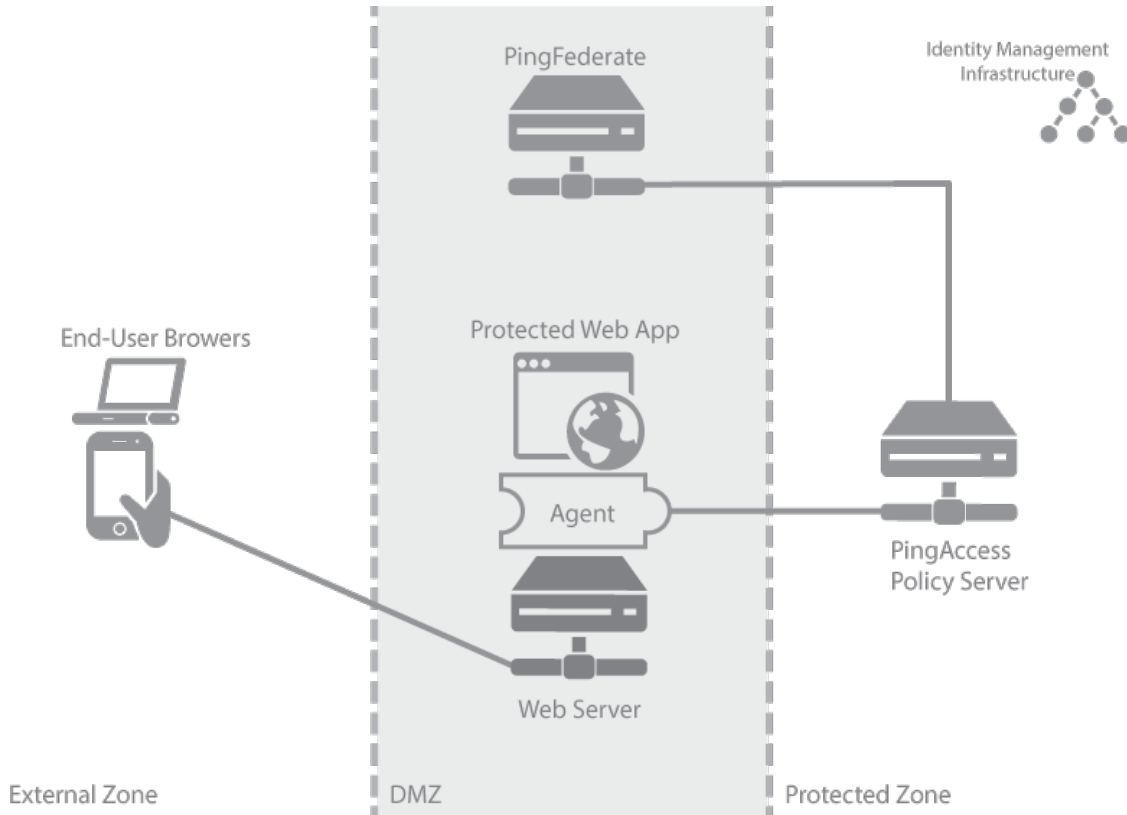 PingFederate
Identity Management
Infrastructure
End-User Browers
Protected Web App
Agent
PingAccess
Policy Server
Web Server
External Zone
DMZ
Protected Zone